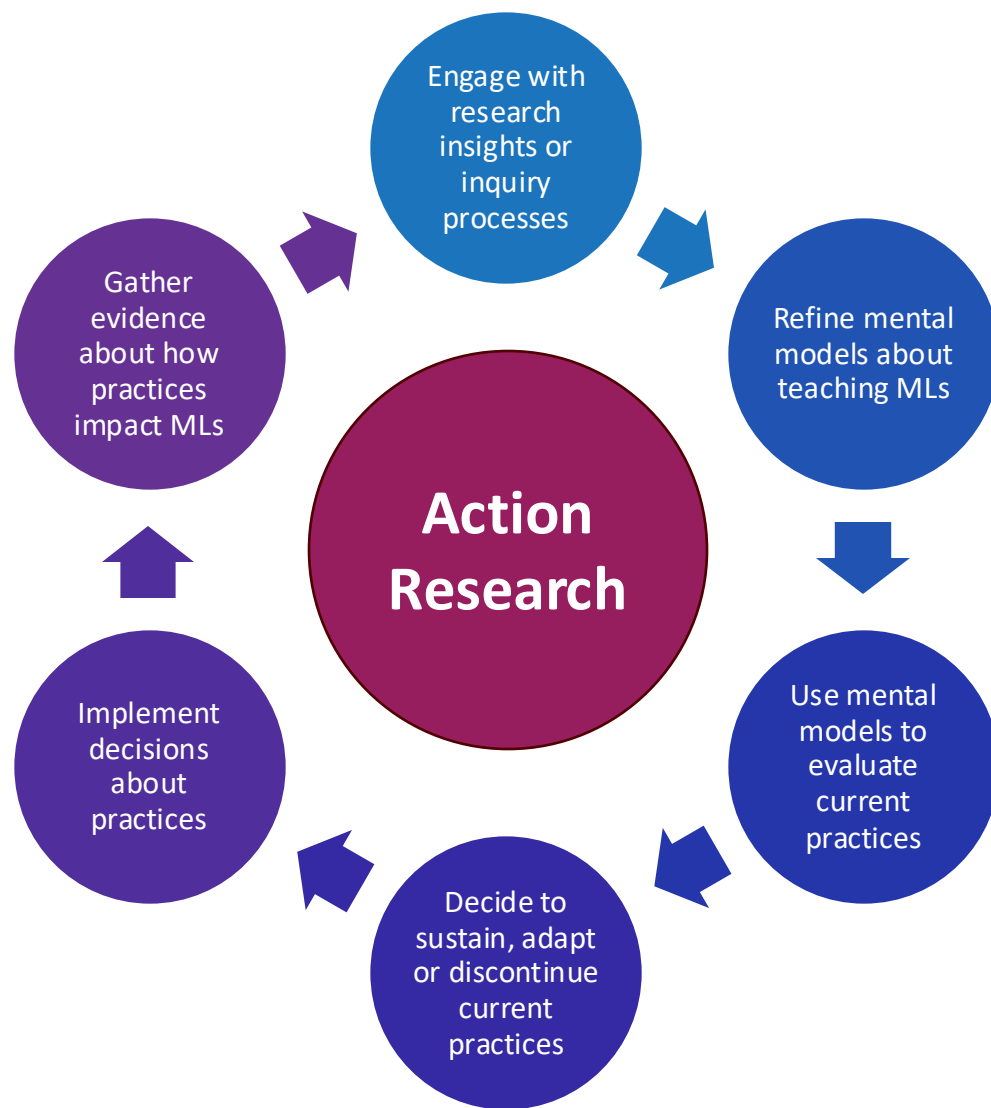 Engage with
research
insights or
inquiry
processes
Refine mental
models about
teaching MLs
Use mental
models to
evaluate
current
practices
Decide to
sustain, adapt
or discontinue
current
practices
Implement
decisions
about
practices
Gather
evidence
about how
practices
impact MLs
Action
Research